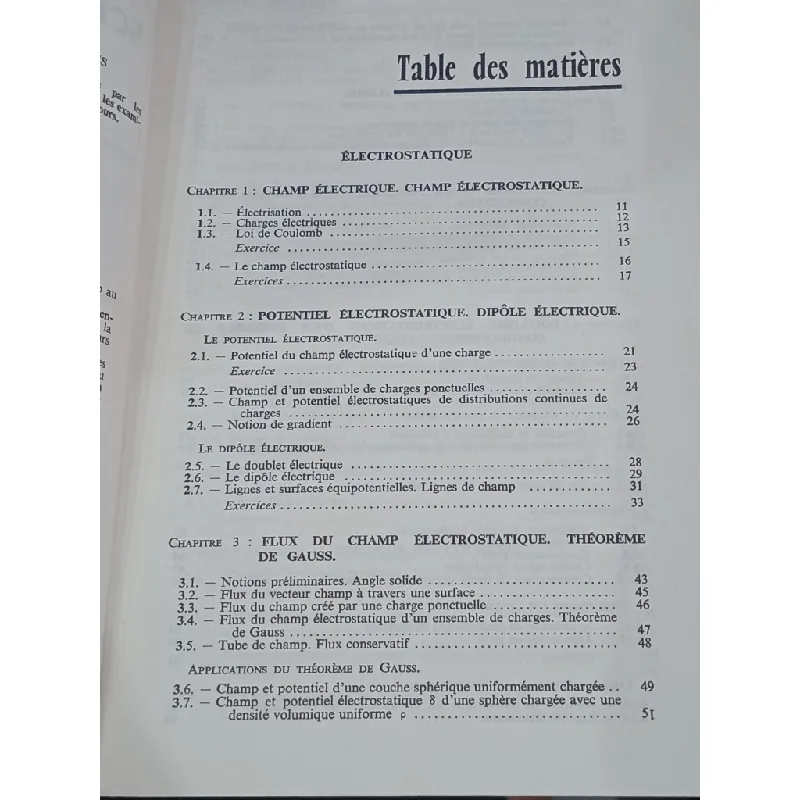 S
par les
les exami-
ours.
Table des matières
ÉLECTROSTATIQUE
CHAPITRE 1 : CHAMP ÉLECTRIQUE. CHAMP ÉLECTROSTATIQUE.
1.1. — Électrisation ........ 11
1.2. — Charges électriques ........ 12
1.3. — Loi de Coulomb ........ 13
Exercice ........ 15
1.4. — Le champ électrostatique ........ 16
Exercices ........ 17
au
en-
la
rs
CHAPITRE 2 : POTENTIEL ÉLECTROSTATIQUE. DIPÔLE ÉLECTRIQUE.
LE POTENTIEL ÉLECTROSTATIQUE.
2.1. — Potentiel du champ électrostatique d'une charge ........ 21
Exercice ........ 23
2.2. — Potentiel d'un ensemble de charges ponctuelles ........ 24
2.3. — Champ et potentiel électrostatiques de distributions continues de
charges ........ 24
2.4. — Notion de gradient ........ 26
LE DIPÔLE ÉLECTRIQUE.
2.5. — Le doublet électrique ........ 28
2.6. — Le dipôle électrique ........ 29
2.7. — Lignes et surfaces équipotentielles. Lignes de champ ........ 31
Exercices ........ 33
CHAPITRE 3 : FLUX DU CHAMP ÉLECTROSTATIQUE. THÉORÈME
DE GAUSS.
3.1. — Notions préliminaires. Angle solide ........ 43
3.2. — Flux du vecteur champ à travers une surface ........ 45
3.3. — Flux du champ créé par une charge ponctuelle ........ 46
3.4. — Flux du champ électrostatique d'un ensemble de charges. Théorème
de Gauss ........ 47
3.5. — Tube de champ. Flux conservatif ........ 48
APPLICATIONS DU THÉORÈME DE GAUSS.
3.6. — Champ et potentiel d'une couche sphérique uniformément chargée .. 49
3.7. — Champ et potentiel électrostatique 8 d'une sphère chargée avec une
densité volumique uniforme ρ ........ 51